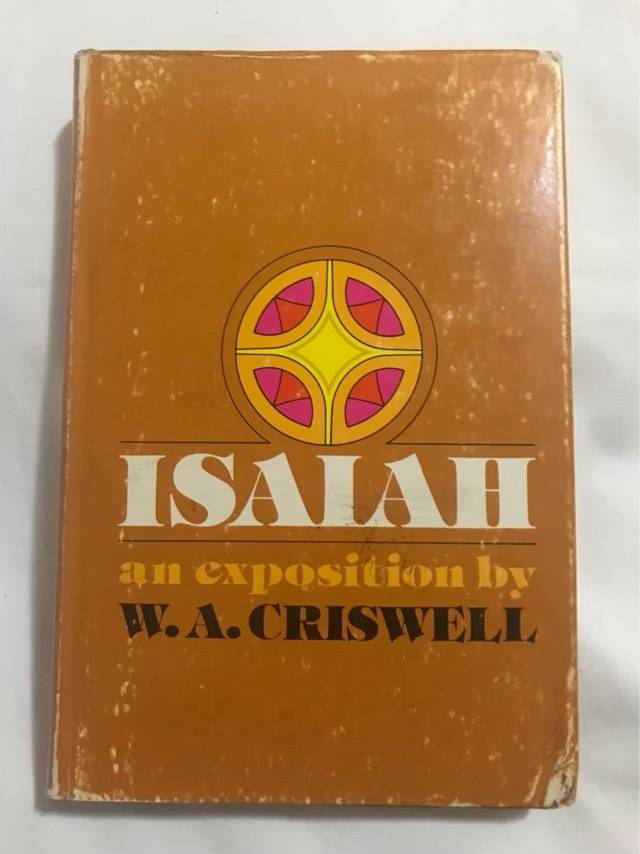 ISAIAH
an exposition by
W. A. CRISWELL